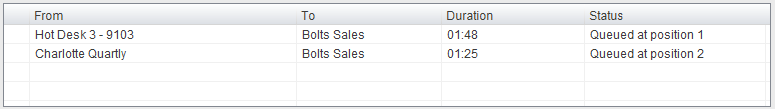 From To Duration Status
Hot Desk 3 - 9103 Bolts Sales 01:48 Queued at position 1
Charlotte Quartly Bolts Sales 01:25 Queued at position 2